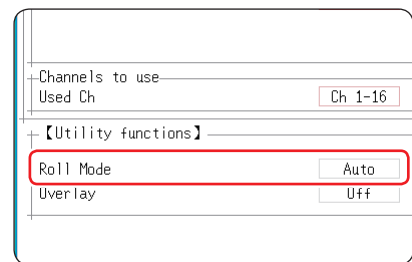 Channels to use
Used Ch Ch 1-16
【Utility functions】
Roll Mode Auto
Overlay Off